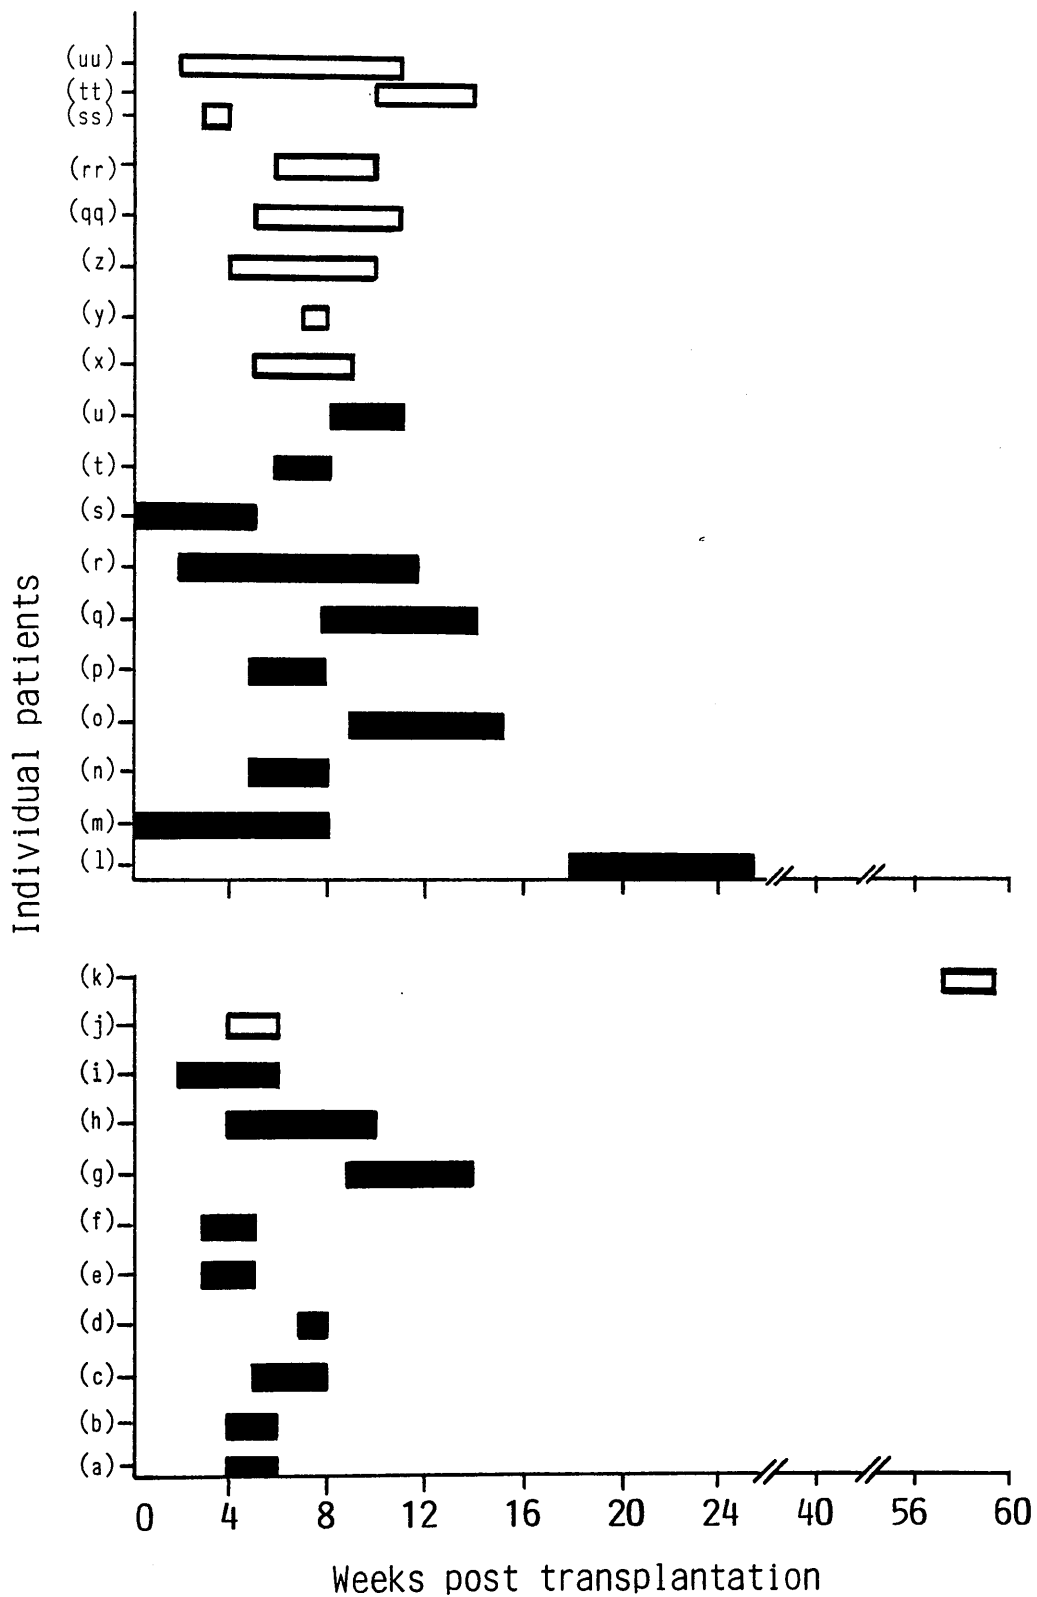 (uu)
(tt)
(ss)
(rr)
(qq)
(z)
(y)
(x)
(u)
(t)
(s)
(r)
(q)
(p)
(o)
(n)
(m)
(l)
Individual patients
(k)
(j)
(i)
(h)
(g)
(f)
(e)
(d)
(c)
(b)
(a)
0 4 8 12 16 20 24 40 56 60
Weeks post transplantation